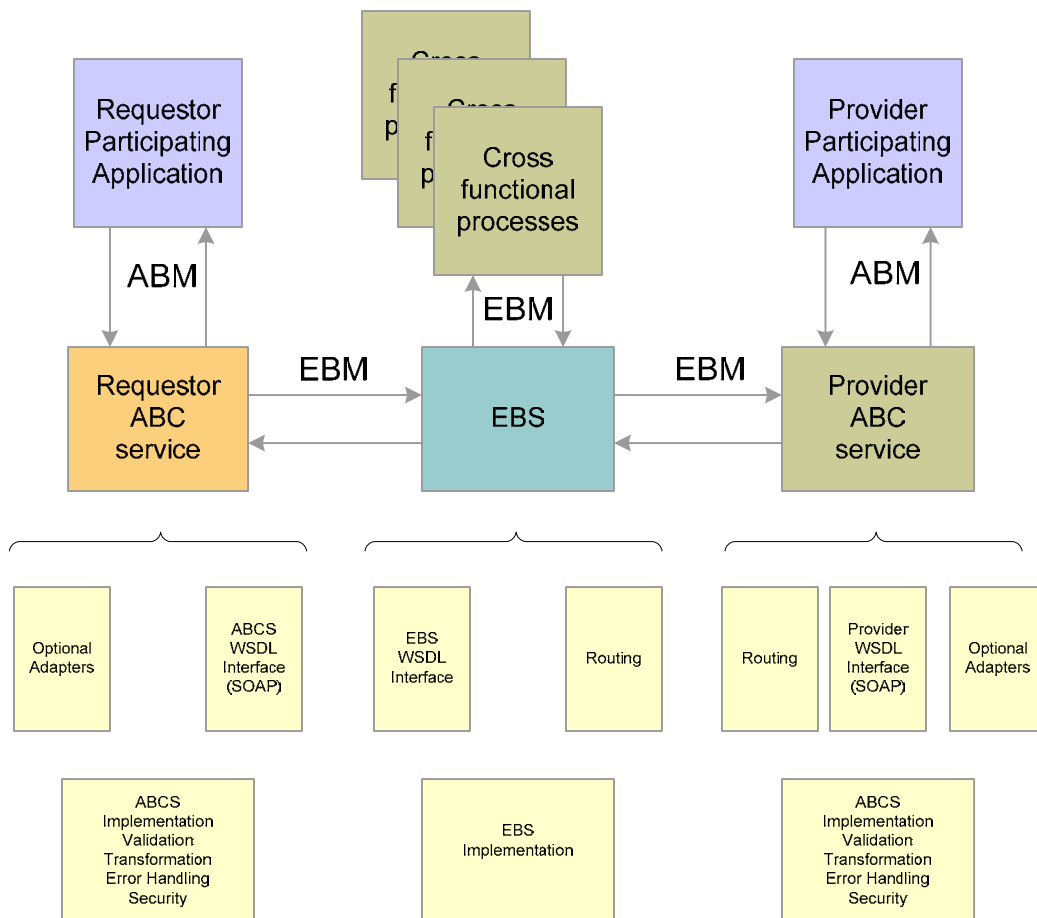 Requestor
Participating
Application
Cross
f
p
Cross
f
p
Cross
functional
processes
Provider
Participating
Application
ABM
EBM
ABM
Requestor
ABC
service
EBM
EBS
EBM
Provider
ABC
service
Optional
Adapters
ABCS
WSDL
Interface
(SOAP)
EBS
WSDL
Interface
Routing
Routing
Provider
WSDL
Interface
(SOAP)
Optional
Adapters
ABCS
Implementation
Validation
Transformation
Error Handling
Security
EBS
Implementation
ABCS
Implementation
Validation
Transformation
Error Handling
Security